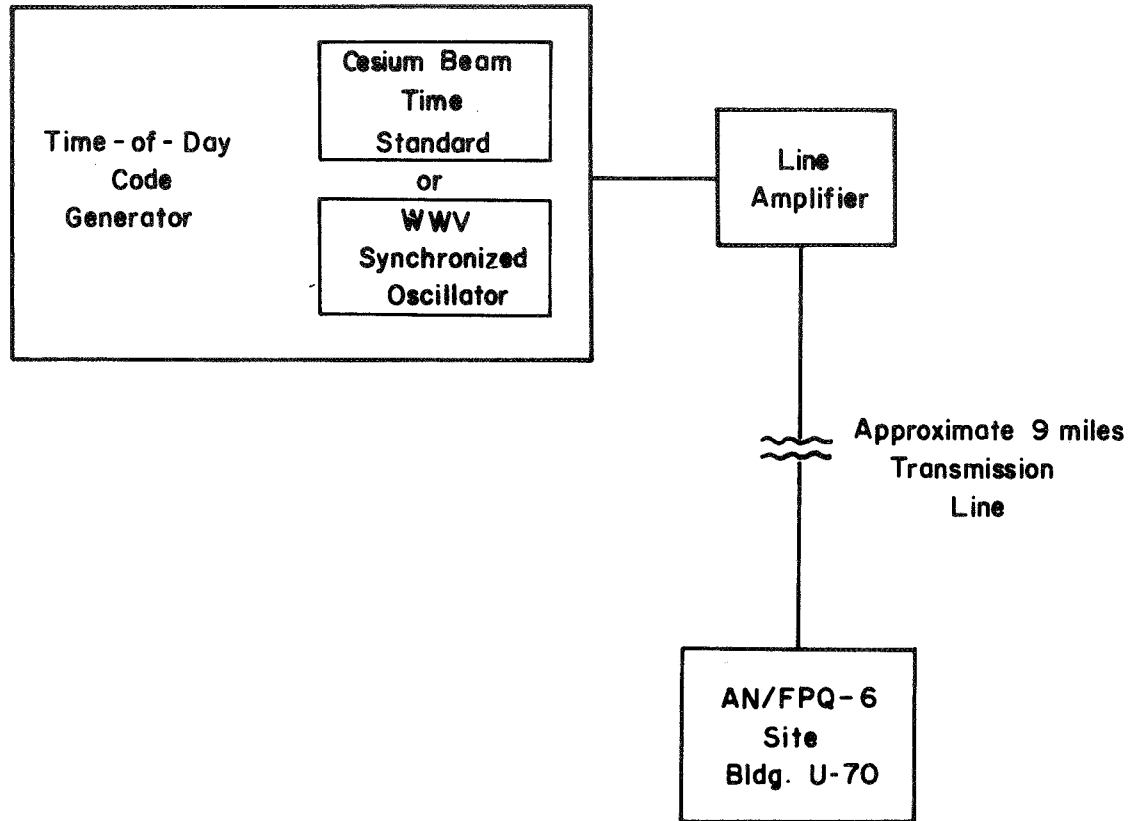 Time-of-Day
Code
Generator
Cesium Beam
Time
Standard
or
WWV
Synchronized
Oscillator
Line
Amplifier
Approximate 9 miles
Transmission
Line
AN/FPQ-6
Site
Bldg. U-70